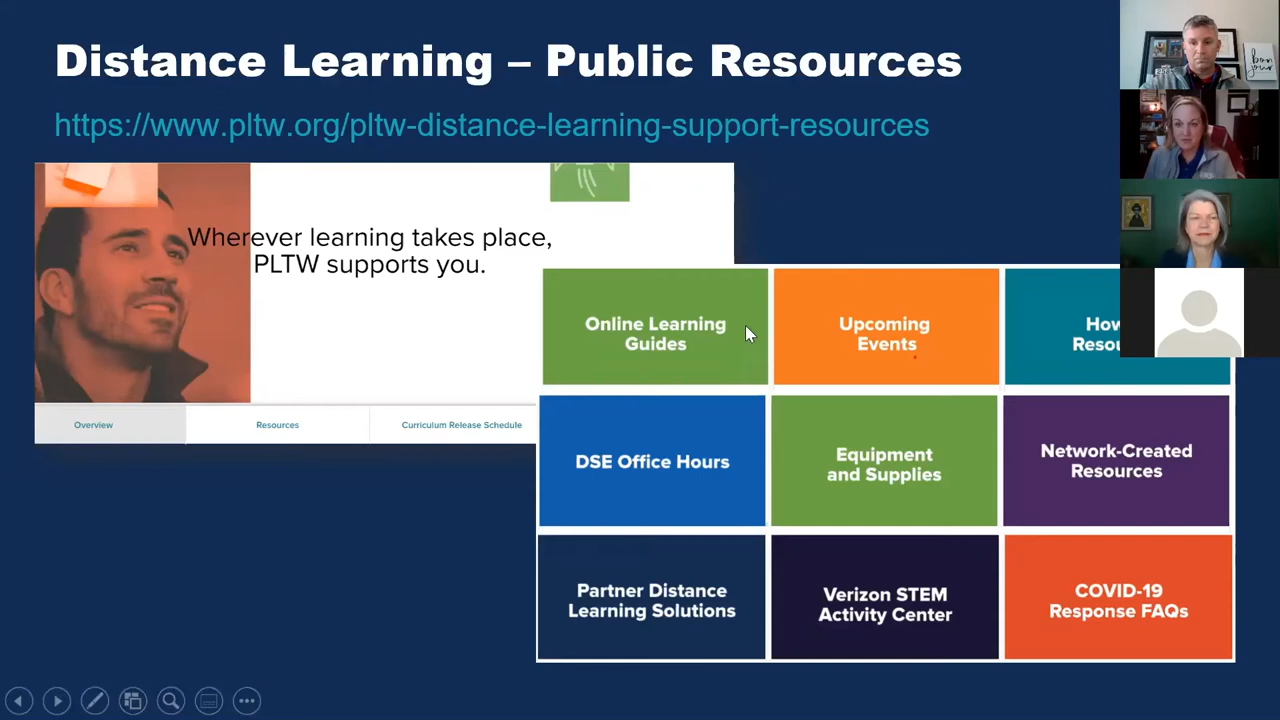 Distance Learning – Public Resources
https://www.pltw.org/pltw-distance-learning-support-resources
Wherever learning takes place,
PLTW supports you.
Overview
Resources
Curriculum Release Schedule
Online Learning
Guides
Upcoming
Events
DSE Office Hours
Equipment
and Supplies
Network-Created
Resources
Partner Distance
Learning Solutions
Verizon STEM
Activity Center
COVID-19
Response FAQs
bon
jour